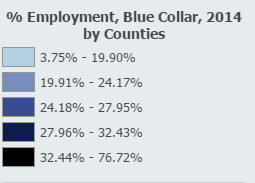 % Employment, Blue Collar, 2014
by Counties
3.75% - 19.90%
19.91% - 24.17%
24.18% - 27.95%
27.96% - 32.43%
32.44% - 76.72%